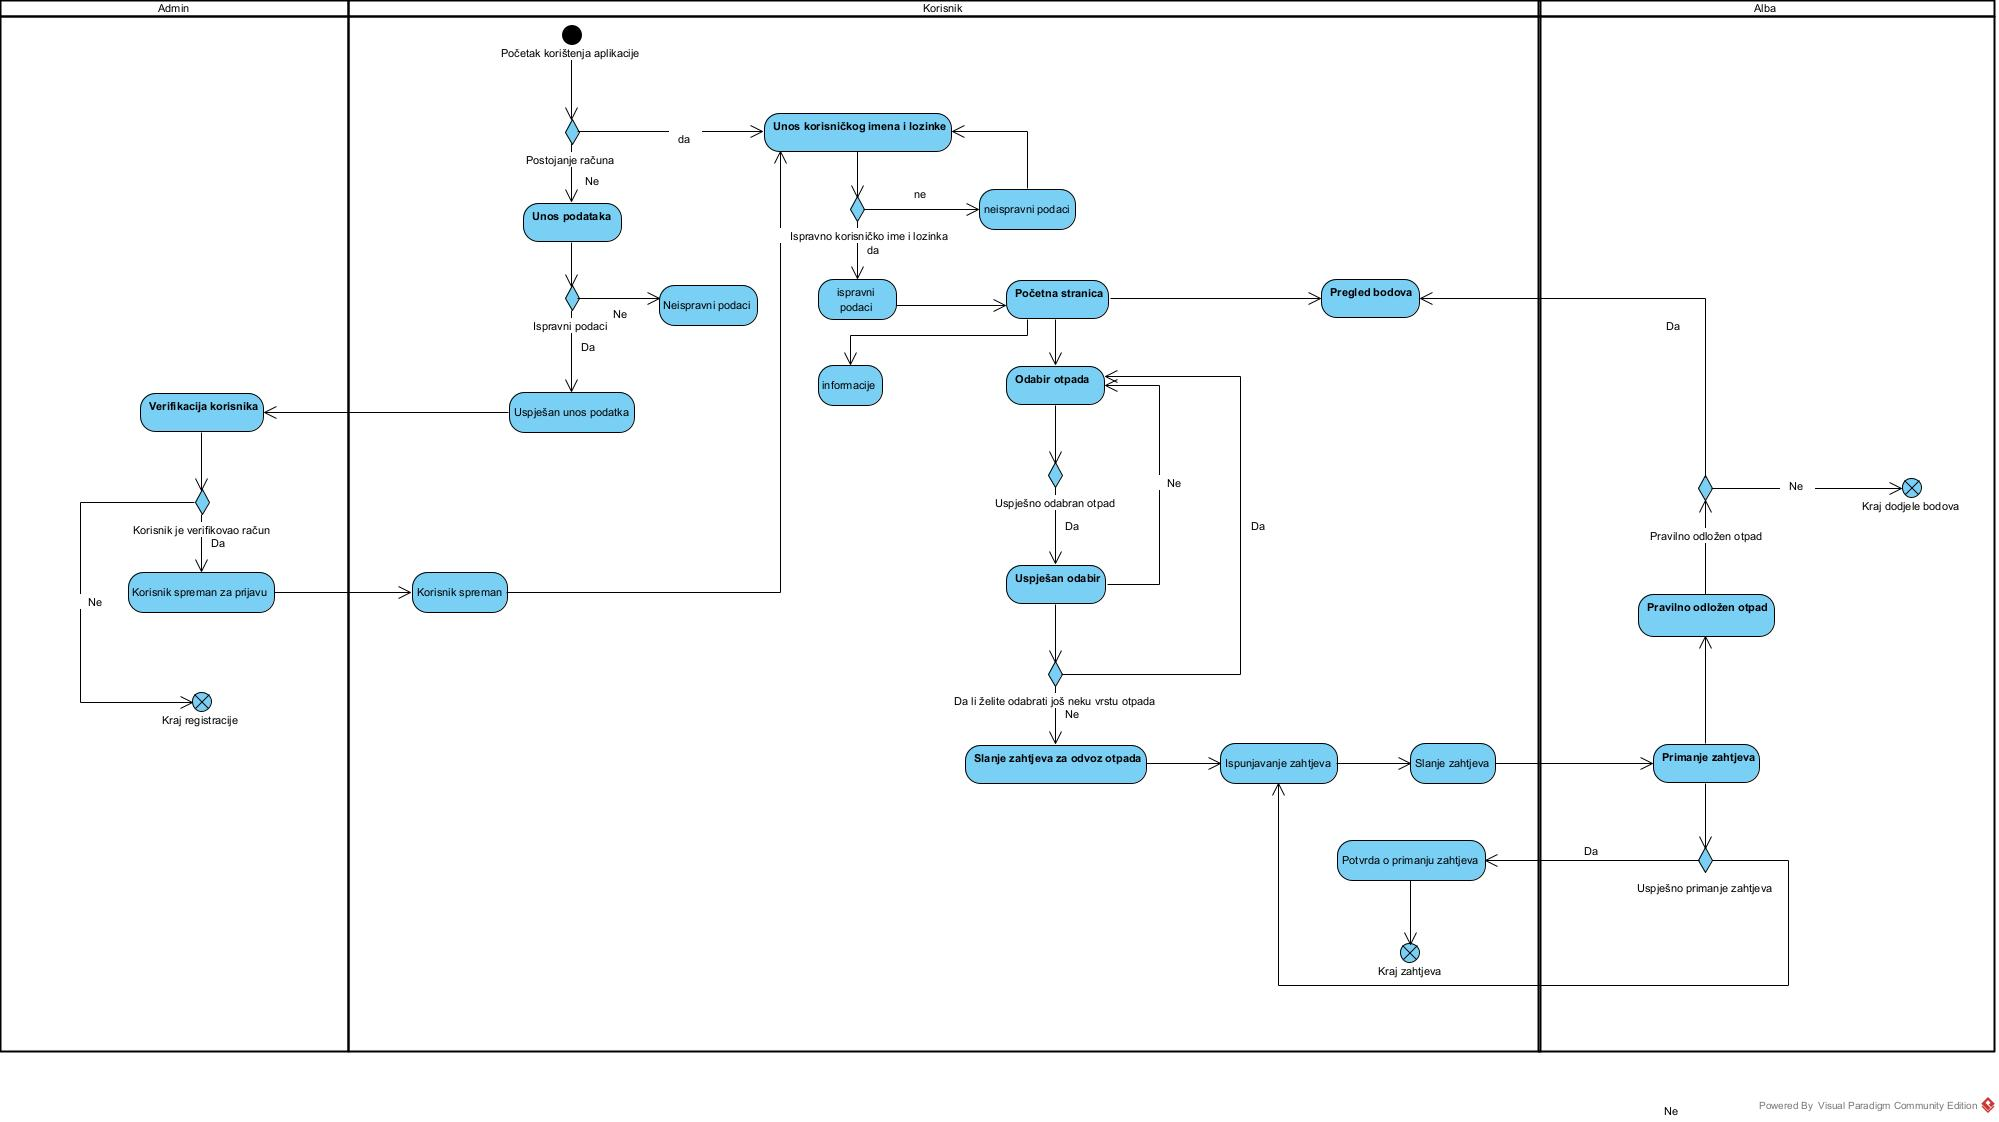 Admin
Korisnik
Alba
Početak korištenja aplikacije
Unos korisničkog imena i lozinke
da
Postojanje računa
Ne
Unos podataka
ne
neispravni podaci
Ispravno korisničko ime i lozinka
da
ispravni
podaci
Početna stranica
Pregled bodova
Neispravni podaci
Ne
Ispravni podaci
Da
Da
informacije
Odabir otpada
Verifikacija korisnika
Uspješan unos podatka
Ne
Uspješno odabran otpad
Da
Da
Ne
Kraj dodjele bodova
Pravilno odložen otpad
Korisnik je verifikovao račun
Da
Uspješan odabir
Korisnik spreman za prijavu
Korisnik spreman
Ne
Pravilno odložen otpad
Da li želite odabrati još neku vrstu otpada
Ne
Kraj registracije
Slanje zahtjeva za odvoz otpada
Ispunjavanje zahtjeva
Slanje zahtjeva
Primanje zahtjeva
Da
Potvrda o primanju zahtjeva
Uspješno primanje zahtjeva
Kraj zahtjeva
Ne
Powered By Visual Paradigm Community Edition